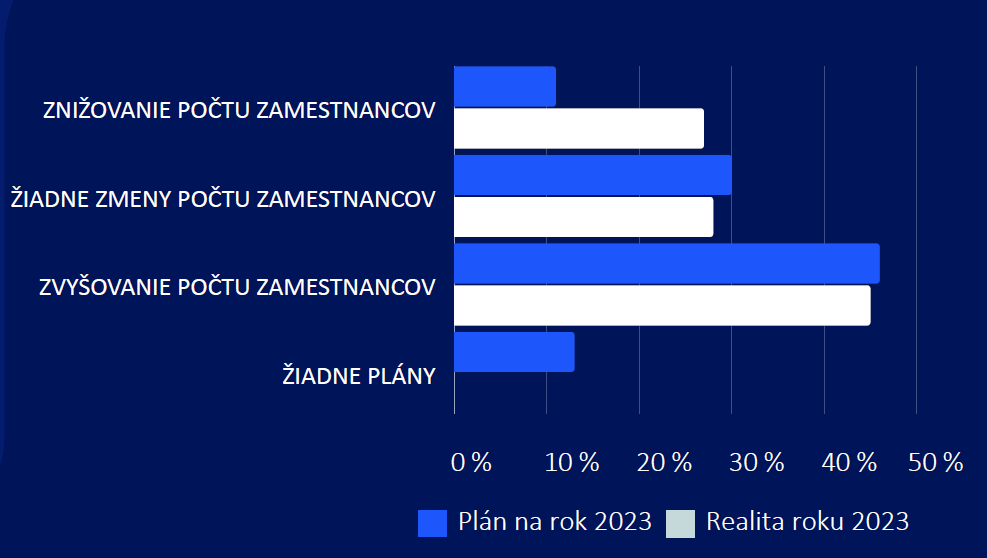 ZNIŽOVANIE POČTU ZAMESTNANCOV
ŽIADNE ZMENY POČTU ZAMESTNANCOV
ZVYŠOVANIE POČTU ZAMESTNANCOV
ŽIADNE PLÁNY
0 % 10 % 20 % 30 % 40 % 50 %
Plán na rok 2023 Realita roku 2023